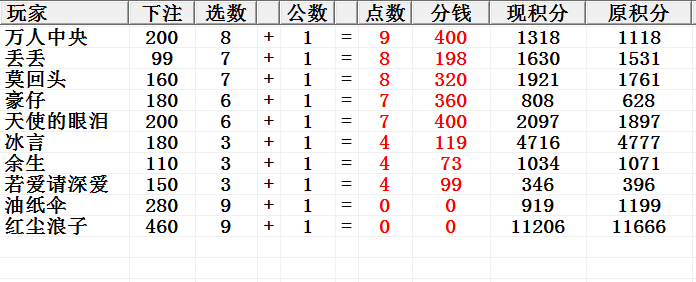 玩家 下注 选数 公数 点数 分钱 现积分 原积分
万人中央 200 8 + 1 = 9 400 1318 1118
丢丢 99 7 + 1 = 8 198 1630 1531
莫回头 160 7 + 1 = 8 320 1921 1761
豪仔 180 6 + 1 = 7 360 808 628
天使的眼泪 200 6 + 1 = 7 400 2097 1897
冰言 180 3 + 1 = 4 119 4716 4777
余生 110 3 + 1 = 4 73 1034 1071
若爱请深爱 150 3 + 1 = 4 99 346 396
油纸伞 280 9 + 1 = 0 0 919 1199
红尘浪子 460 9 + 1 = 0 0 11206 11666